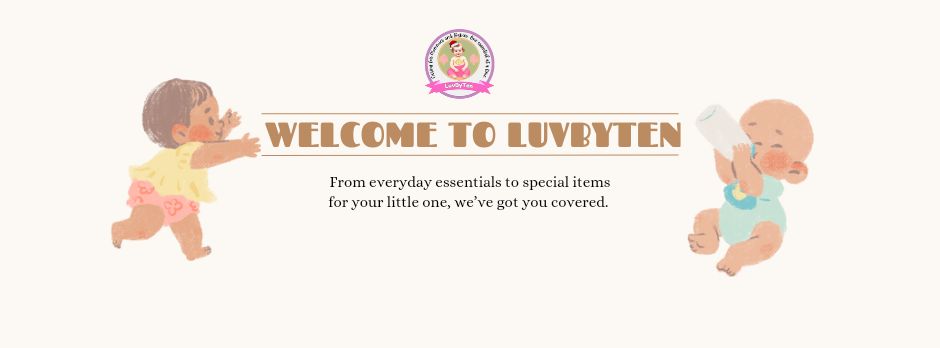 LuvByTen
WELCOME TO LUVBYTEN
From everyday essentials to special items
for your little one, we've got you covered.